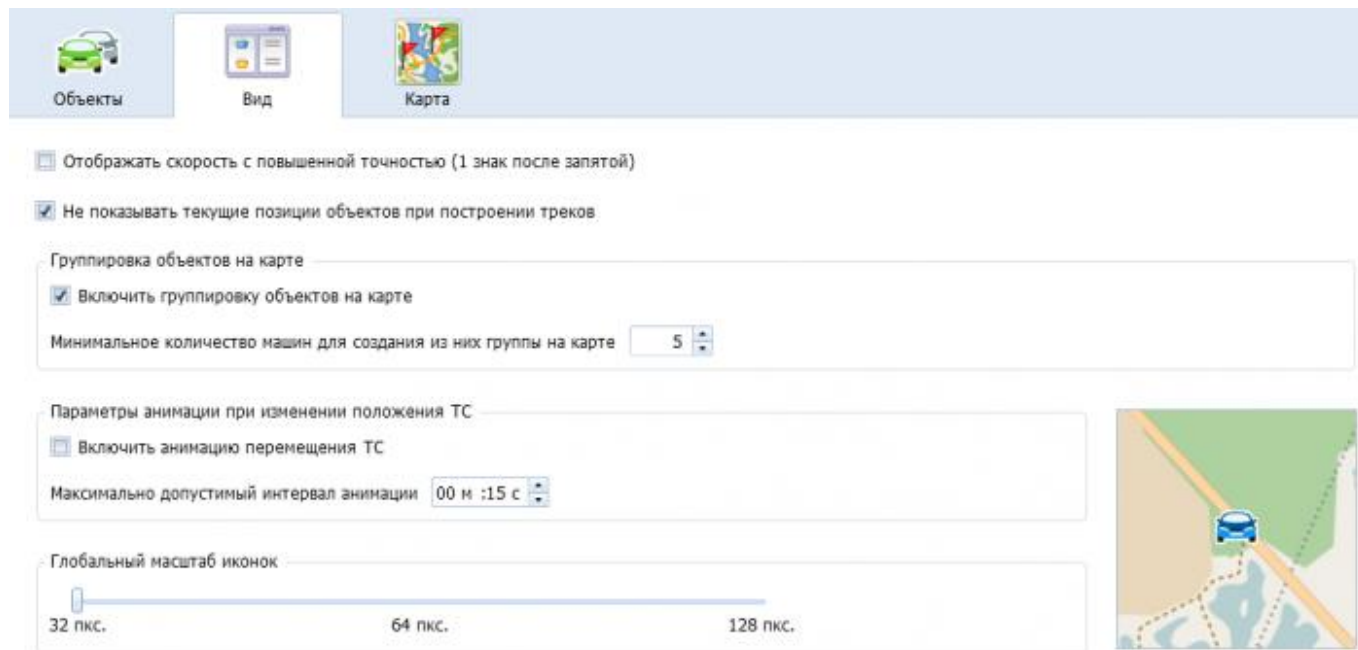 Объекты
Вид
Карта
Отображать скорость с повышенной точностью (1 знак после запятой)
Не показывать текущие позиции объектов при построении треков
Группировка объектов на карте
Включить группировку объектов на карте
Минимальное количество машин для создания из них группы на карте 5
Параметры анимации при изменении положения ТС
Включить анимацию перемещения ТС
Максимально допустимый интервал анимации 00 м :15 с
Глобальный масштаб иконок
32 пкс. 64 пкс. 128 пкс.